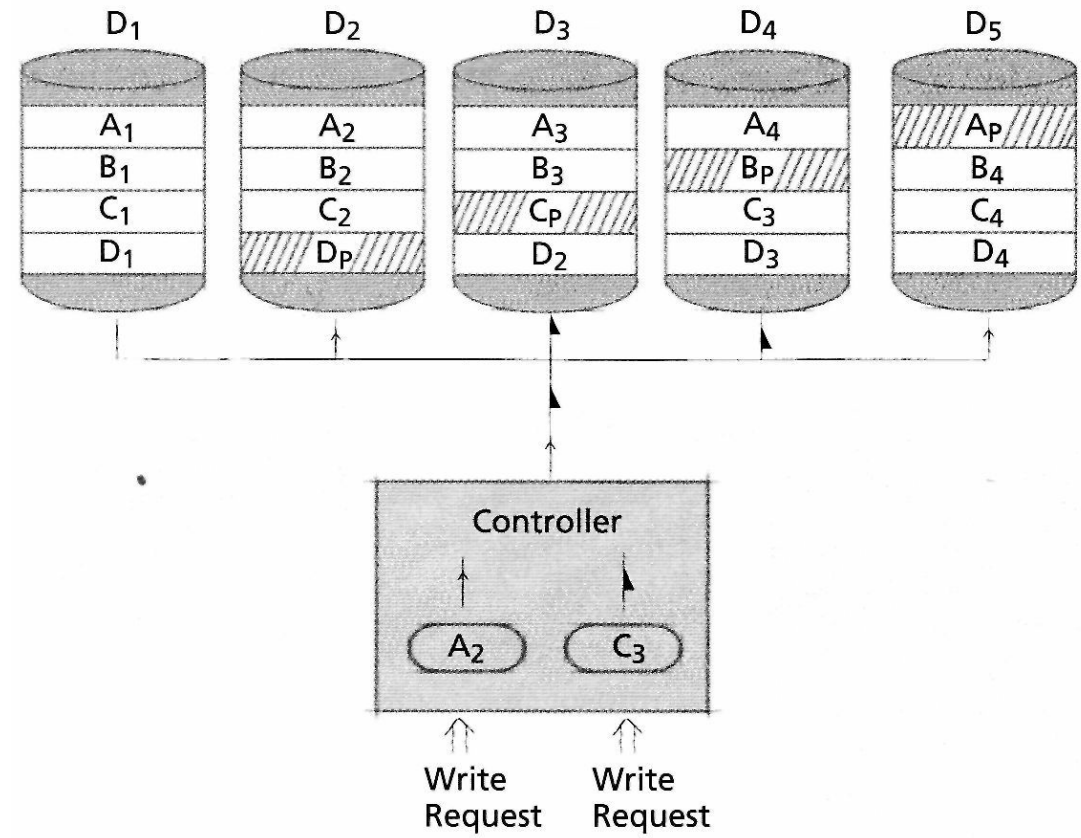 D₁ D₂ D₃ D₄ D₅
A₁ A₂ A₃ A₄ Aₚ
B₁ B₂ B₃ Bₚ B₄
C₁ C₂ Cₚ C₃ C₄
D₁ Dₚ D₂ D₃ D₄
Controller
A₂ C₃
Write Write
Request Request